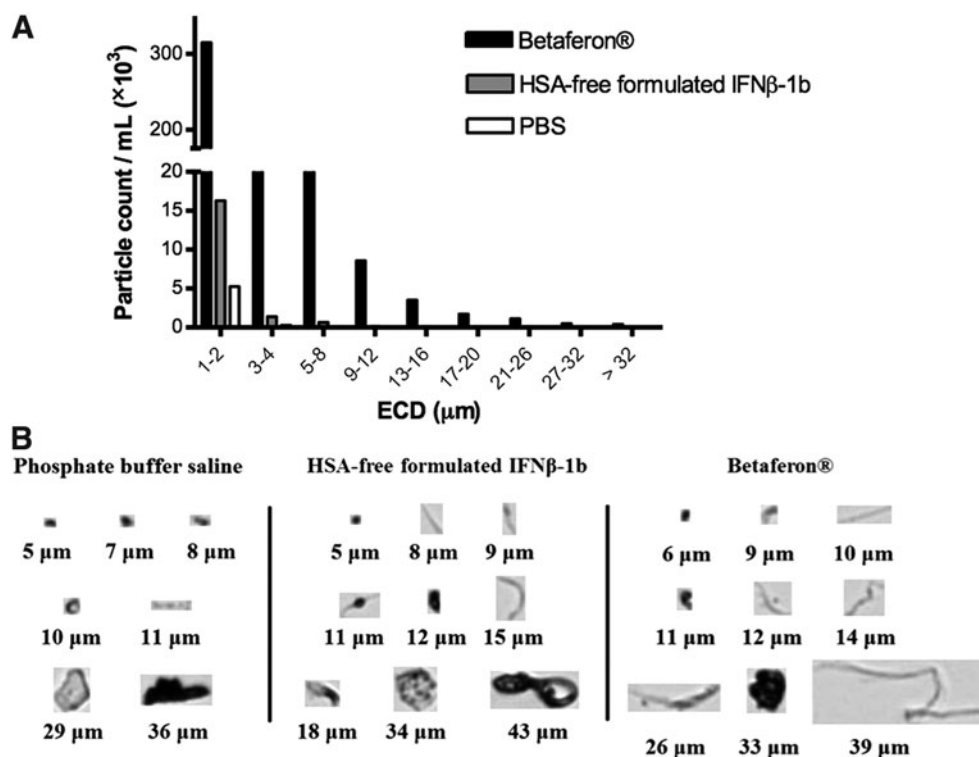 A
Particle count / mL (×10³)
300
200
20
15
10
5
0
Betaferon®
HSA-free formulated IFNβ-1b
PBS
1-2
3-4
5-8
9-12
13-16
17-20
21-26
27-32
> 32
ECD (μm)
B
Phosphate buffer saline
HSA-free formulated IFNβ-1b
Betaferon®
5 μm 7 μm 8 μm
5 μm 8 μm 9 μm
6 μm 9 μm 10 μm
10 μm 11 μm
11 μm 12 μm 15 μm
11 μm 12 μm 14 μm
29 μm 36 μm
18 μm 34 μm 43 μm
26 μm 33 μm 39 μm